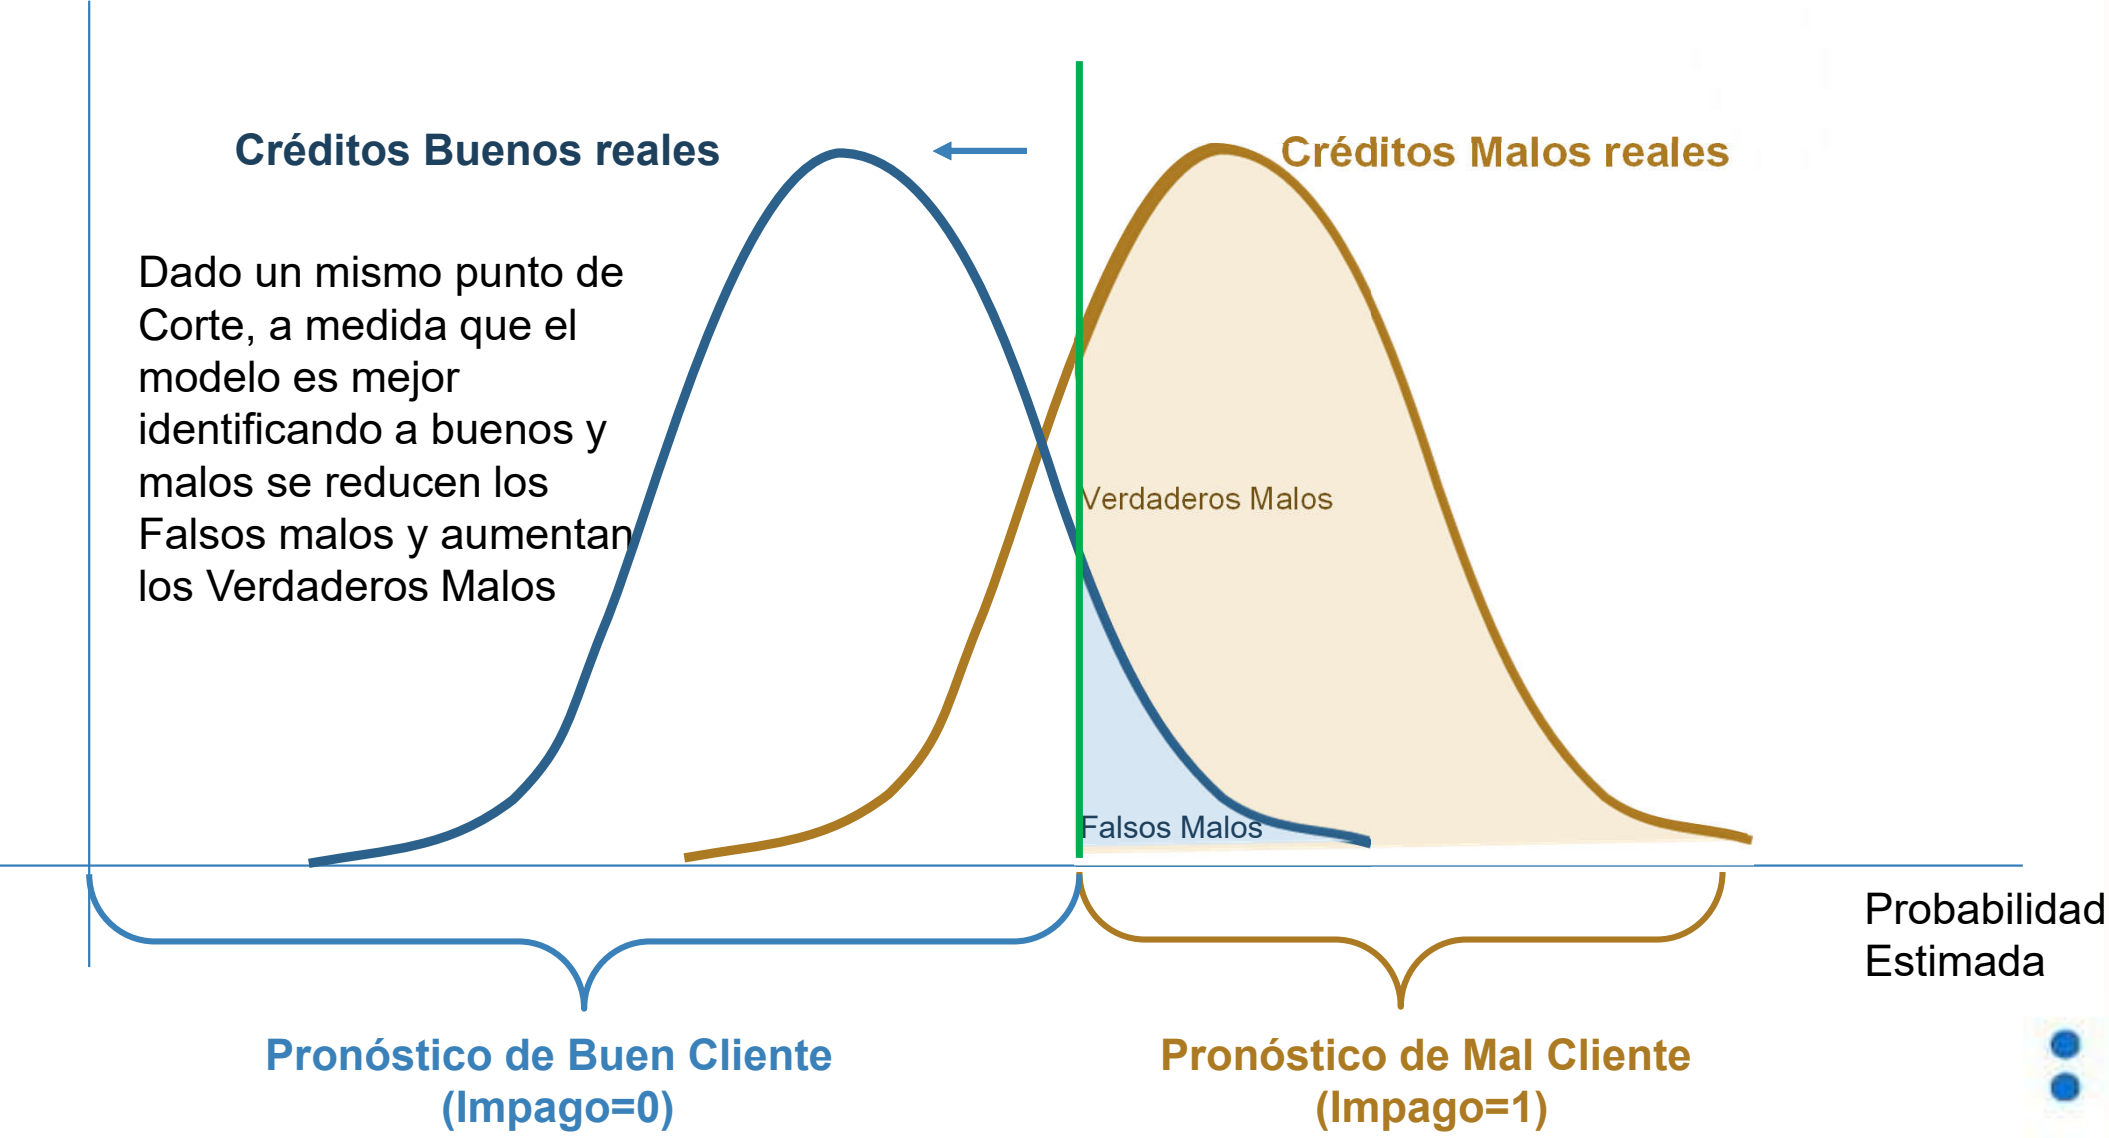 Créditos Buenos reales
Créditos Malos reales
Dado un mismo punto de
Corte, a medida que el
modelo es mejor
identificando a buenos y
malos se reducen los
Falsos malos y aumentan
los Verdaderos Malos
Verdaderos Malos
Falsos Malos
Probabilidad
Estimada
Pronóstico de Buen Cliente
(Impago=0)
Pronóstico de Mal Cliente
(Impago=1)